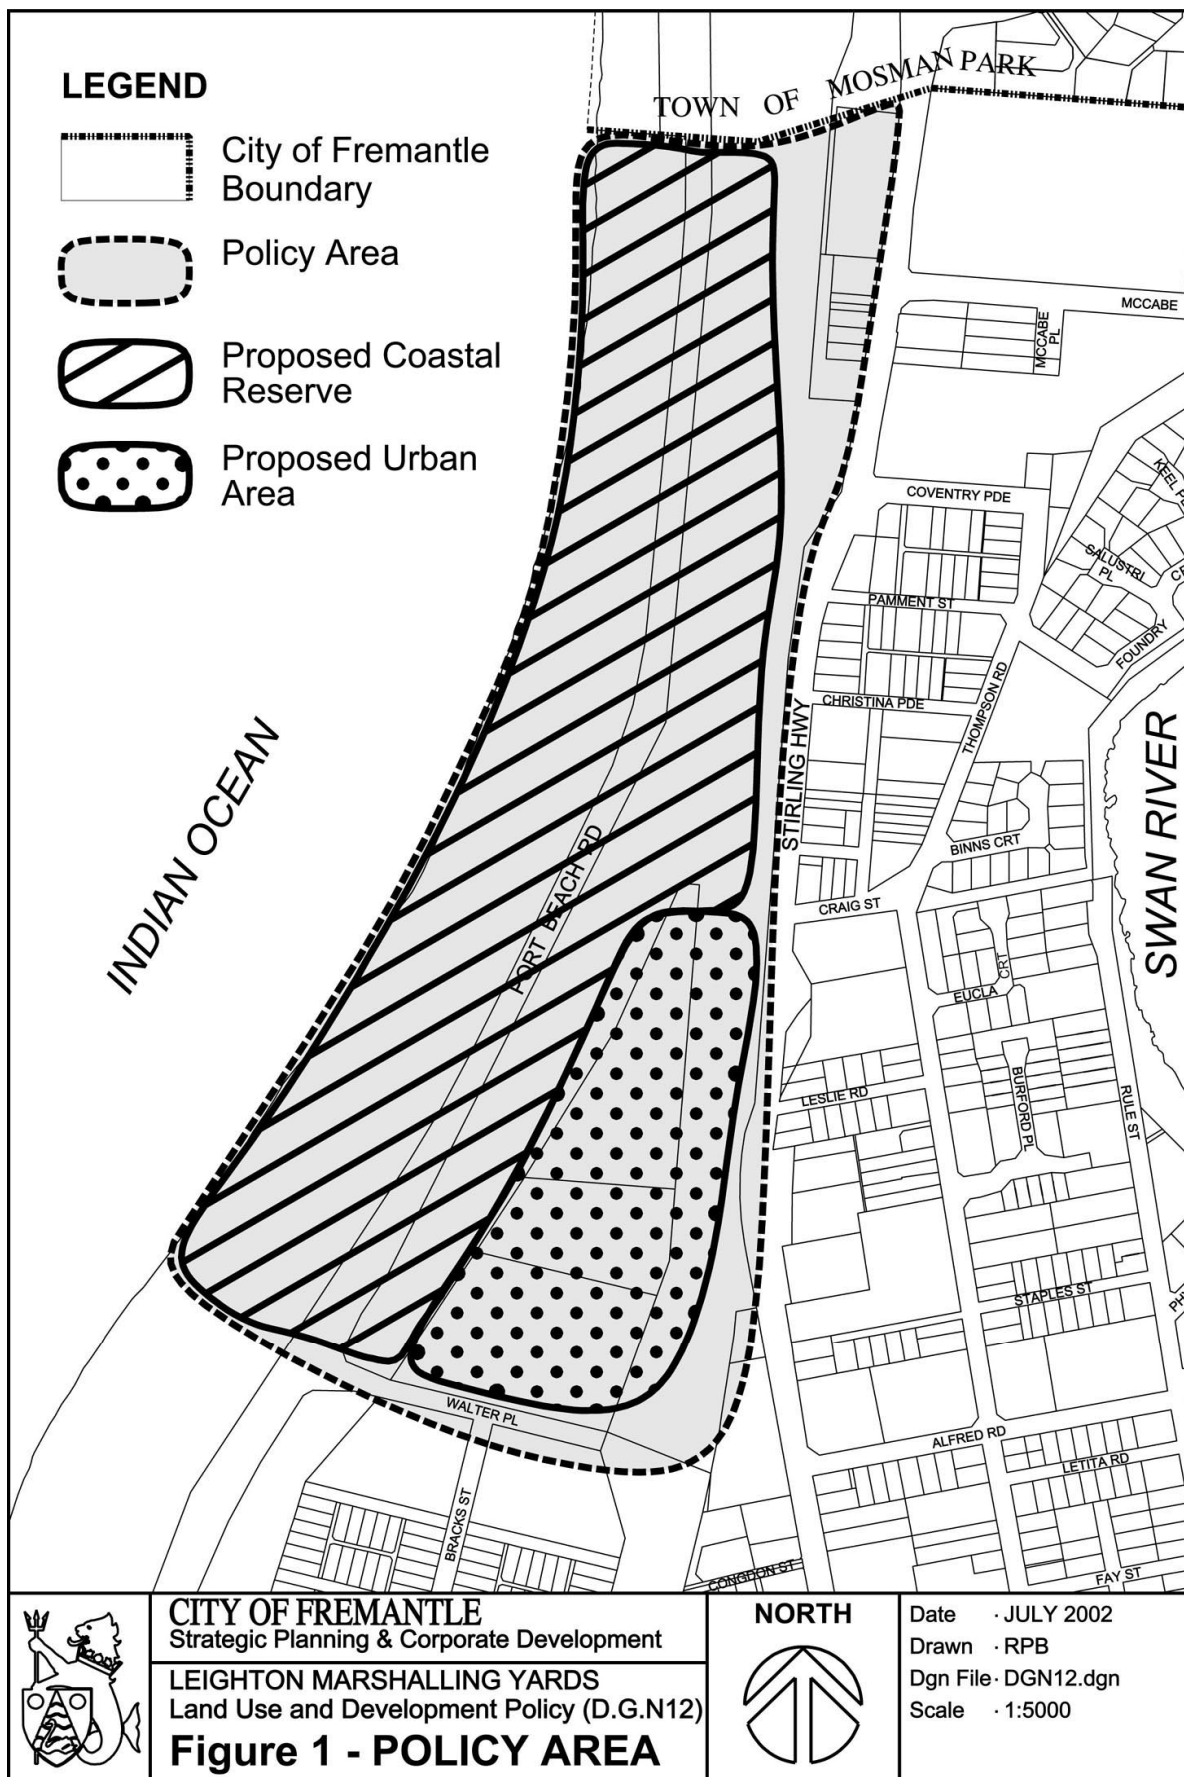 LEGEND
City of Fremantle
Boundary
Policy Area
Proposed Coastal
Reserve
Proposed Urban
Area
TOWN OF MOSMAN PARK
MCCABE
MCCABE
PL
COVENTRY PDE
KEEL
SALUSTRI
PL
PAMMENT ST
FOUNDRY
CHRISTINA PDE
THOMPSON RD
STIRLING HWY
SWAN RIVER
INDIAN OCEAN
PORT BEACH RD
BINNS CRT
CRAIG ST
EUCLA CRT
LESLIE RD
BURFORD PL
RULE ST
STAPLES ST
WALTER PL
ALFRED RD
LETITA RD
BRACKS ST
CONGDON ST
FAY ST
CITY OF FREMANTLE
Strategic Planning & Corporate Development
LEIGHTON MARSHALLING YARDS
Land Use and Development Policy (D.G.N12)
Figure 1 - POLICY AREA
NORTH
Date · JULY 2002
Drawn · RPB
Dgn File · DGN12.dgn
Scale · 1:5000